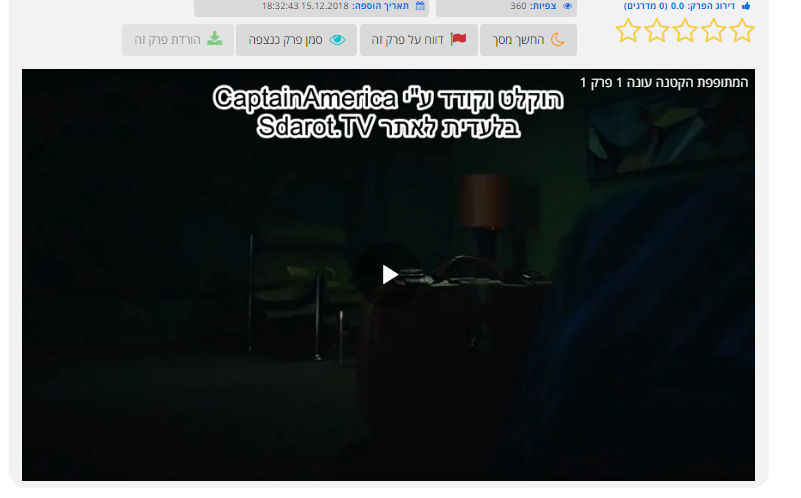 דירוג הפרק: 0.0 (0 מדרגים)
צפיות: 360
תאריך הוספה: 15.12.2018 18:32:43
החשך מסך
דווח על פרק זה
סמן פרק כנצפה
הורדת פרק זה
המתופפת הקטנה עונה 1 פרק 1
הוקלט וקודד ע"י CaptainAmerica
בלעדית לאתר Sdarot.TV